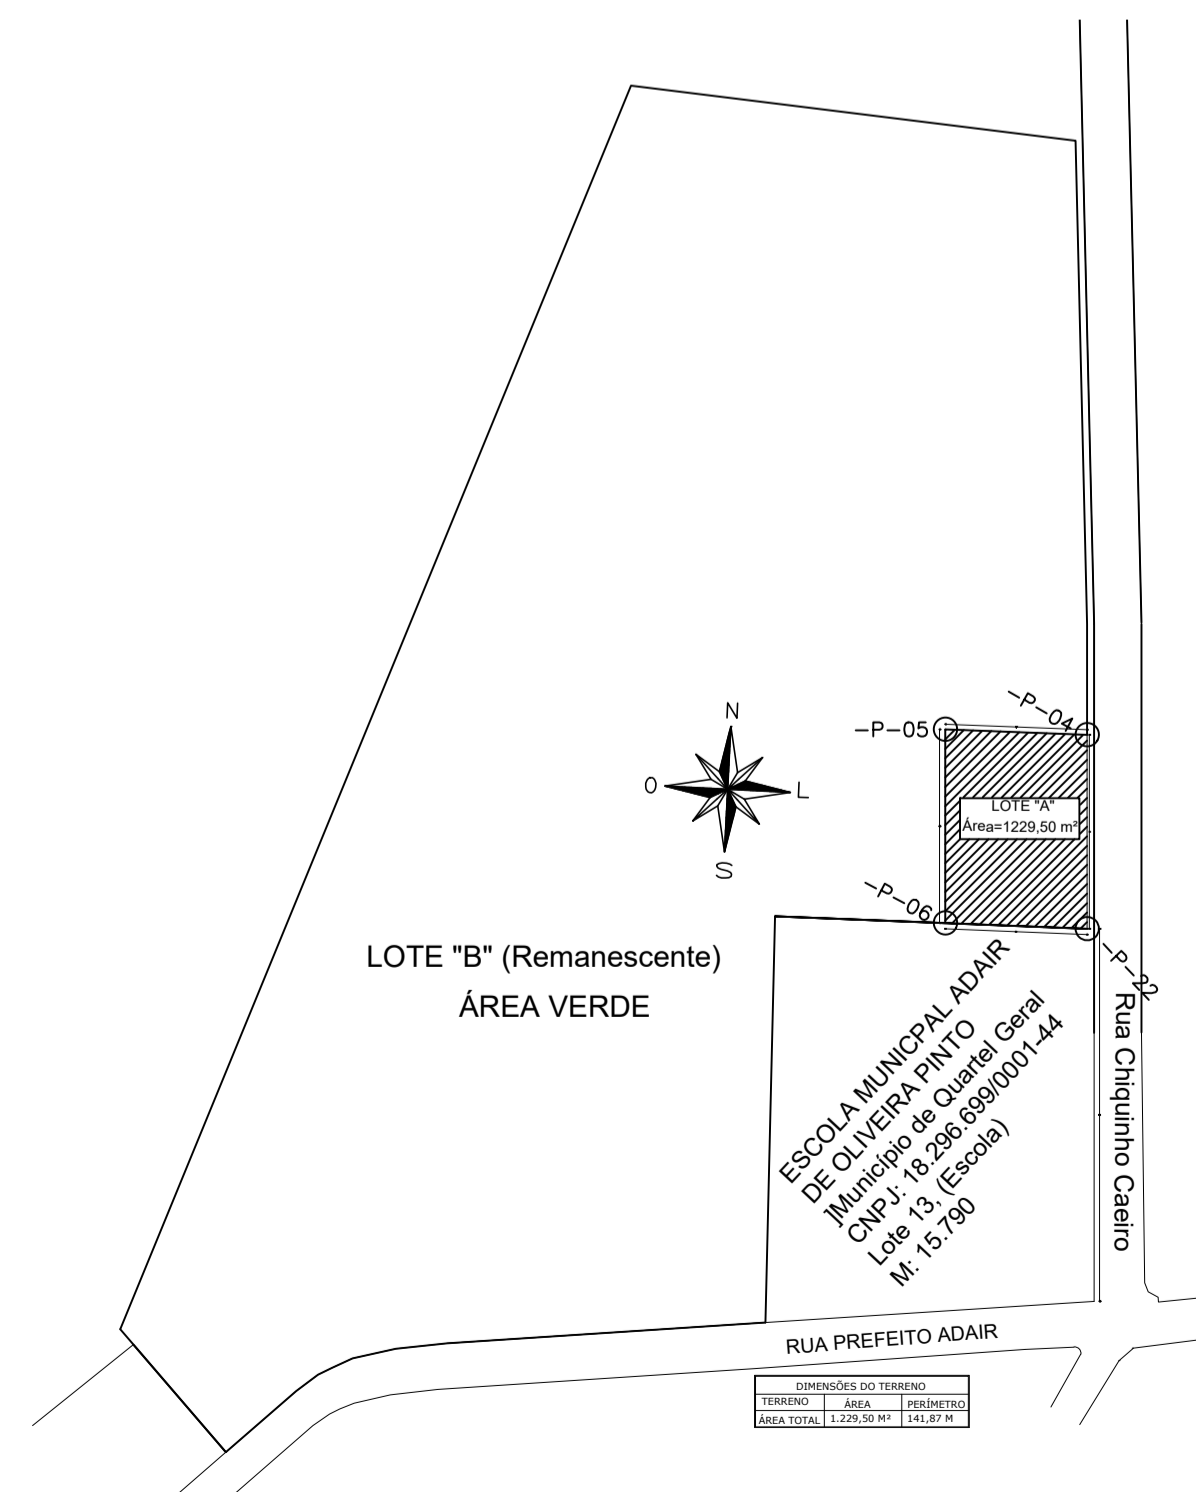 -P-04
-P-05
N
O
L
S
LOTE "A"
Área=1229,50 m²
-P-06
-P-22
LOTE "B" (Remanescente)
ÁREA VERDE
ESCOLA MUNICPAL ADAIR
DE OLIVEIRA PINTO
]Município de Quartel Geral
CNPJ: 18.296.699/0001-44
Lote 13, (Escola)
M: 15.790
Rua Chiquinho Caeiro
RUA PREFEITO ADAIR
DIMENSÕES DO TERRENO
TERRENO ÁREA PERÍMETRO
ÁREA TOTAL 1.229,50 M² 141,87 M